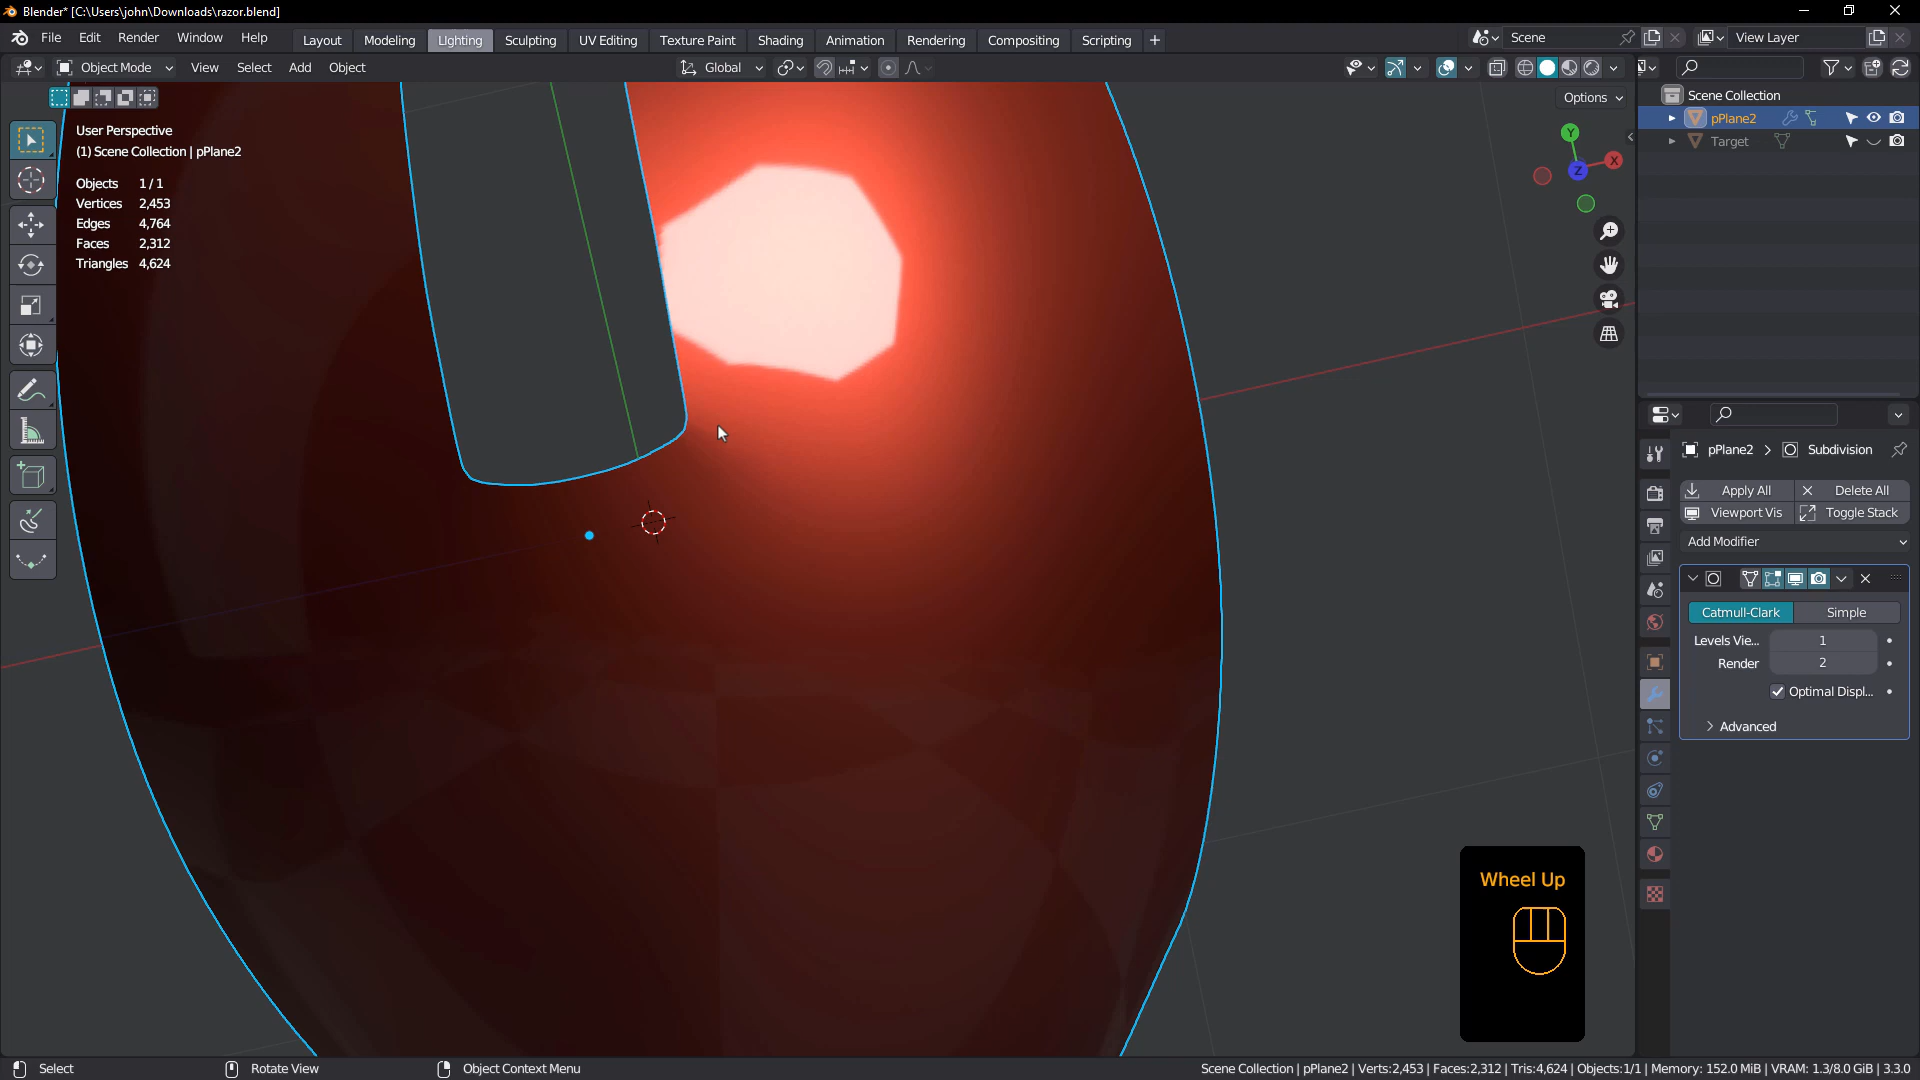 Blender* [C:\Users\john\Downloads\razor.blend]
File Edit Render Window Help Layout Modeling Lighting Sculpting UV Editing Texture Paint Shading Animation Rendering Compositing Scripting + Scene View Layer
Object Mode View Select Add Object Global
Options
User Perspective
(1) Scene Collection | pPlane2
Objects 1/1
Vertices 2,453
Edges 4,764
Faces 2,312
Triangles 4,624
Y
X
Z
Scene Collection
pPlane2
Target
pPlane2 > Subdivision
Apply All Delete All
Viewport Vis Toggle Stack
Add Modifier
Catmull-Clark Simple
Levels Vie... 1
Render 2
Optimal Displ...
Advanced
Wheel Up
Select Rotate View Object Context Menu Scene Collection | pPlane2 | Verts:2,453 | Faces:2,312 | Tris:4,624 | Objects:1/1 | Memory: 152.0 MiB | VRAM: 1.3/8.0 GiB | 3.3.0